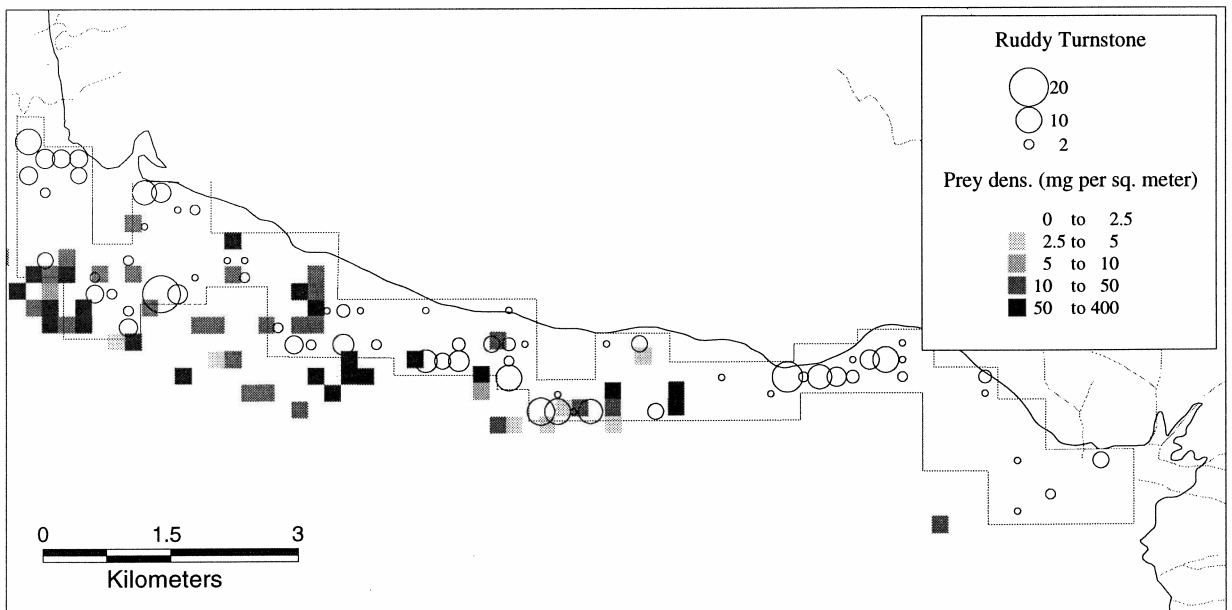 Ruddy Turnstone
20
10
2
Prey dens. (mg per sq. meter)
0 to 2.5
2.5 to 5
5 to 10
10 to 50
50 to 400
0 1.5 3
Kilometers